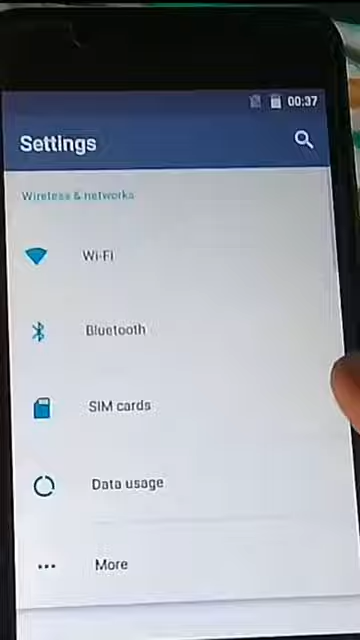 00:37
Settings
Wireless & networks
Wi-Fi
Bluetooth
SIM cards
Data usage
More